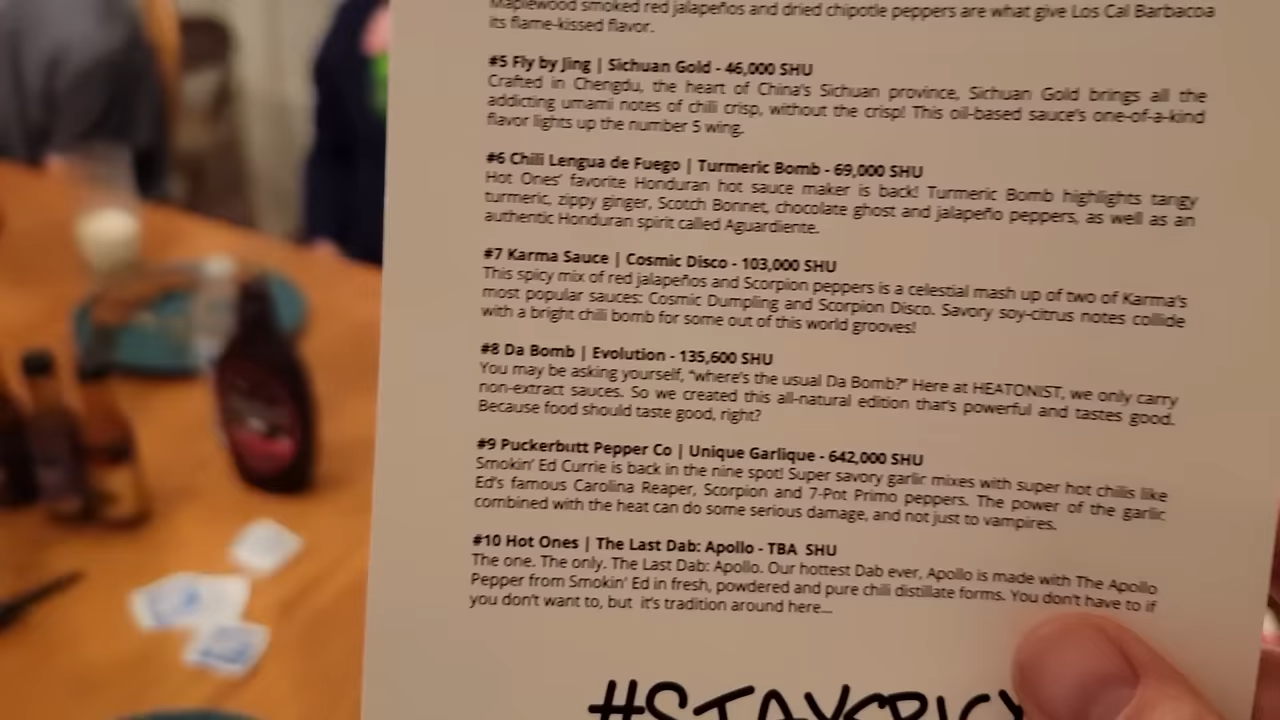 Maplewood smoked red jalapeños and dried chipotle peppers are what give Los Cal Barbacoa
its flame-kissed flavor.
#5 Fly by Jing | Sichuan Gold - 46,000 SHU
Crafted in Chengdu, the heart of China's Sichuan province, Sichuan Gold brings all the
addicting umami notes of chili crisp, without the crisp! This oil-based sauce's one-of-a-kind
flavor lights up the number 5 wing.
#6 Chili Lengua de Fuego | Turmeric Bomb - 69,000 SHU
Hot Ones' favorite Honduran hot sauce maker is back! Turmeric Bomb highlights tangy
turmeric, zippy ginger, Scotch Bonnet, chocolate ghost and jalapeño peppers, as well as an
authentic Honduran spirit called Aguardiente.
#7 Karma Sauce | Cosmic Disco - 103,000 SHU
This spicy mix of red jalapeños and Scorpion peppers is a celestial mash up of two of Karma's
most popular sauces: Cosmic Dumpling and Scorpion Disco. Savory soy-citrus notes collide
with a bright chili bomb for some out of this world grooves!
#8 Da Bomb | Evolution - 135,600 SHU
You may be asking yourself, "where's the usual Da Bomb?" Here at HEATONIST, we only carry
non-extract sauces. So we created this all-natural edition that's powerful and tastes good.
Because food should taste good, right?
#9 Puckerbutt Pepper Co | Unique Garlique - 642,000 SHU
Smokin' Ed Currie is back in the nine spot! Super savory garlic mixes with super hot chilis like
Ed's famous Carolina Reaper, Scorpion and 7-Pot Primo peppers. The power of the garlic
combined with the heat can do some serious damage, and not just to vampires.
#10 Hot Ones | The Last Dab: Apollo - TBA SHU
The one. The only. The Last Dab: Apollo. Our hottest Dab ever, Apollo is made with The Apollo
Pepper from Smokin' Ed in fresh, powdered and pure chili distillate forms. You don't have to if
you don't want to, but it's tradition around here...
#STAYSPICY